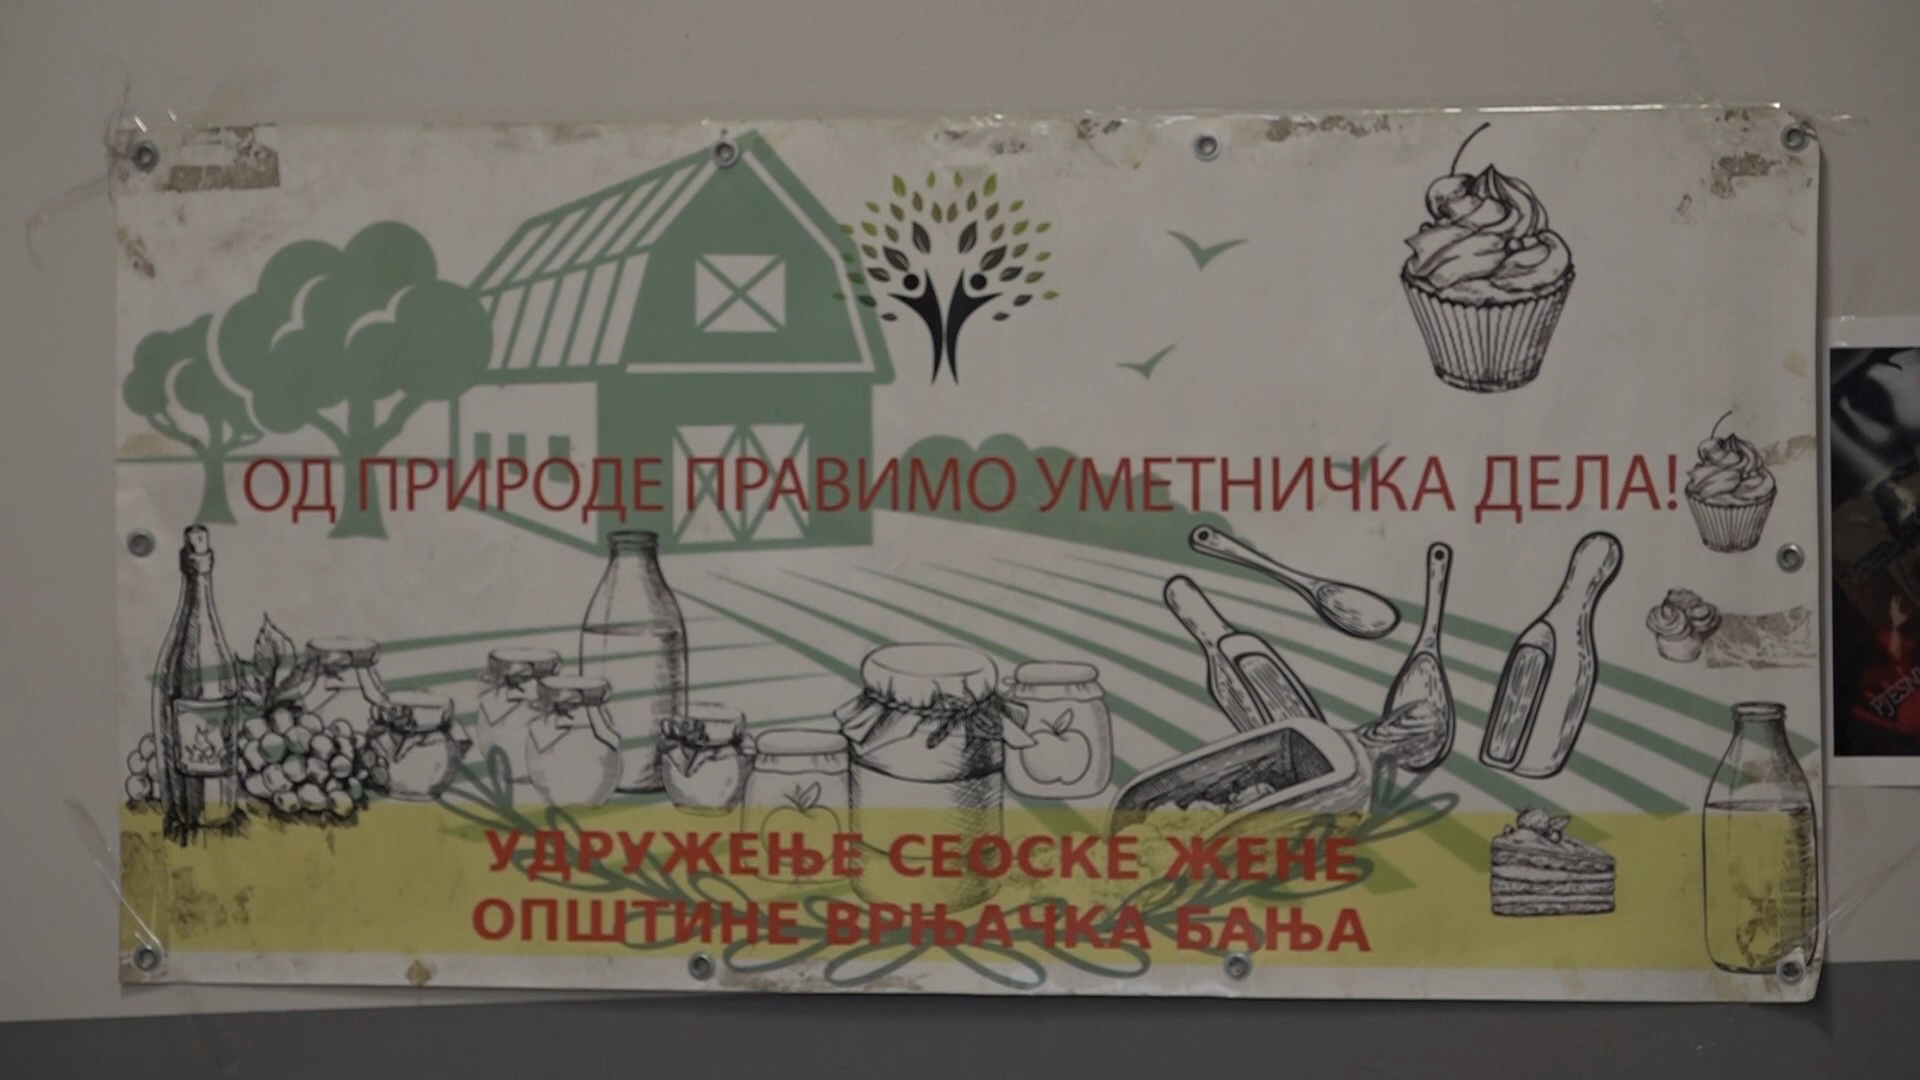 ОД ПРИРОДЕ ПРАВИМО УМЕТНИЧКА ДЕЛА!
УДРУЖЕЊЕ СЕОСКЕ ЖЕНЕ
ОПШТИНЕ ВРЊАЧКА БАЊА